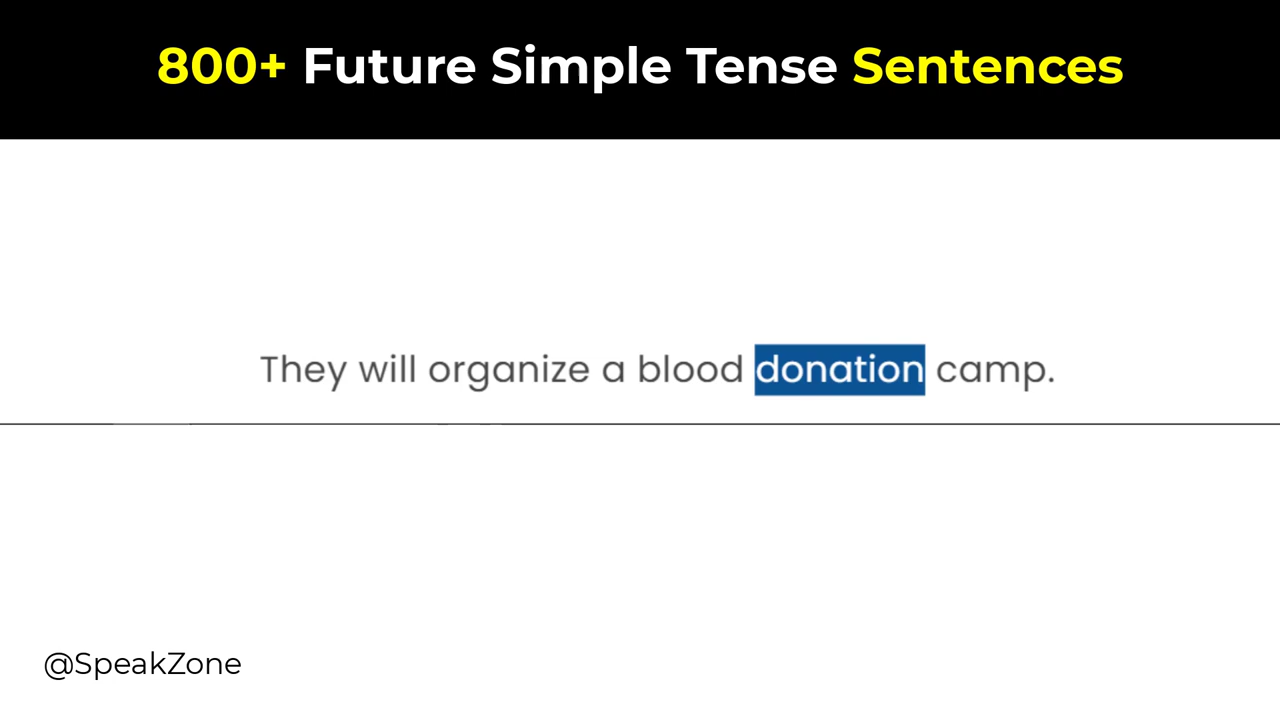 800+ Future Simple Tense Sentences
They will organize a blood donation camp.
@SpeakZone